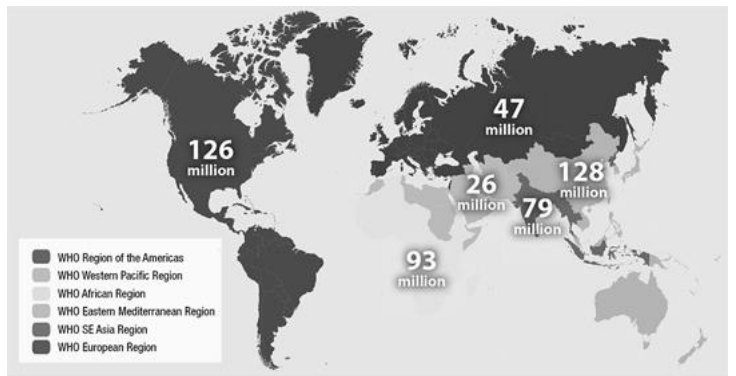 47
million
126
million
128
million
26
million
79
million
93
million
WHO Region of the Americas
WHO Western Pacific Region
WHO African Region
WHO Eastern Mediterranean Region
WHO SE Asia Region
WHO European Region